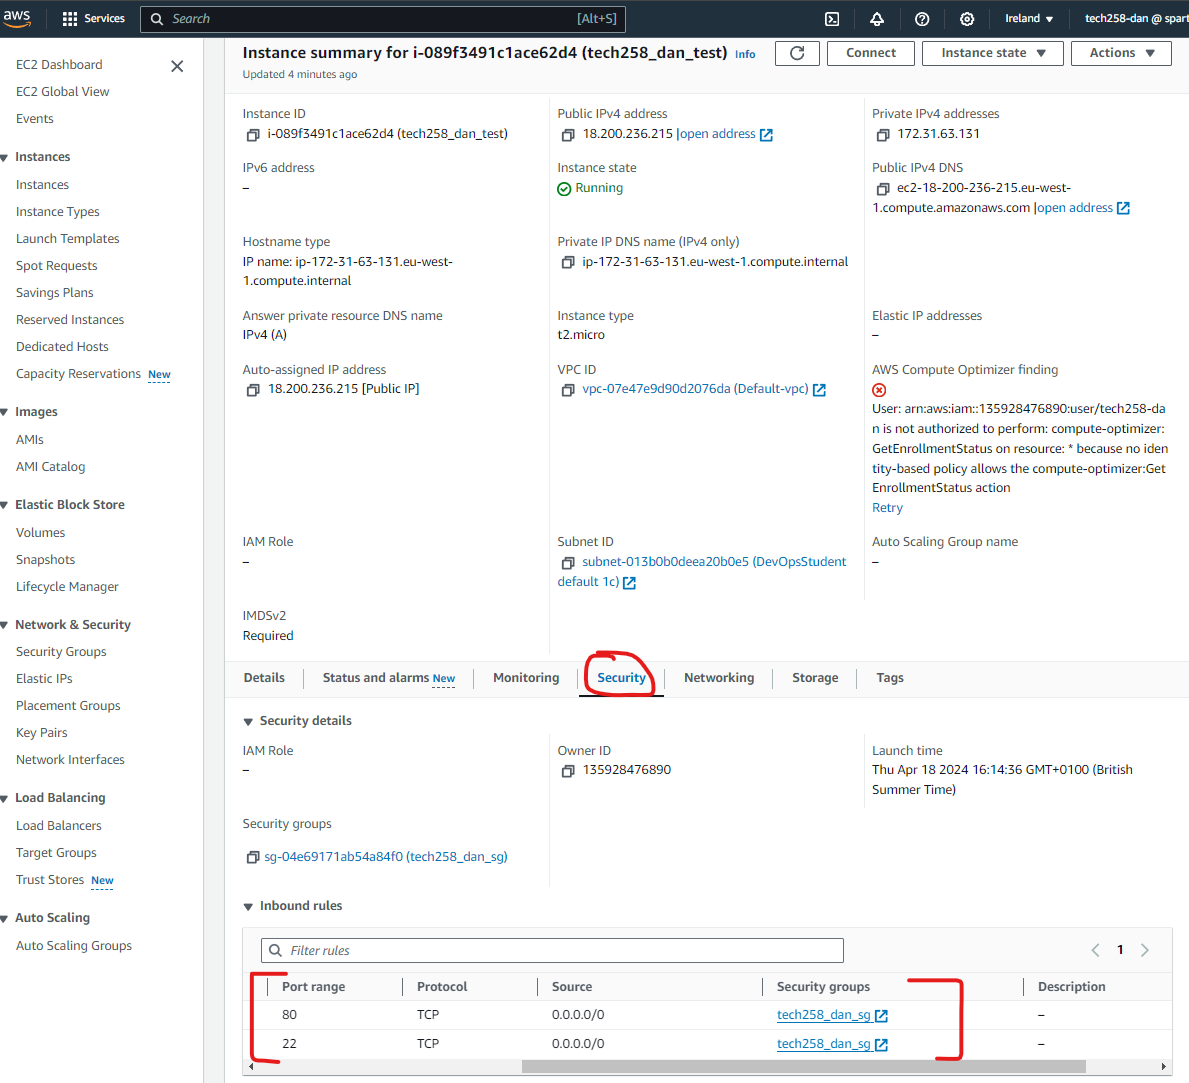 aws
Services
Search
[Alt+S]
Ireland
tech258-dan @ spart
EC2 Dashboard
EC2 Global View
Events
Instances
Instances
Instance Types
Launch Templates
Spot Requests
Savings Plans
Reserved Instances
Dedicated Hosts
Capacity Reservations New
Images
AMIs
AMI Catalog
Elastic Block Store
Volumes
Snapshots
Lifecycle Manager
Network & Security
Security Groups
Elastic IPs
Placement Groups
Key Pairs
Network Interfaces
Load Balancing
Load Balancers
Target Groups
Trust Stores New
Auto Scaling
Auto Scaling Groups
Instance summary for i-089f3491c1ace62d4 (tech258_dan_test) Info
Updated 4 minutes ago
Connect
Instance state
Actions
Instance ID
i-089f3491c1ace62d4 (tech258_dan_test)
Public IPv4 address
18.200.236.215 |open address
Private IPv4 addresses
172.31.63.131
IPv6 address
–
Instance state
Running
Public IPv4 DNS
ec2-18-200-236-215.eu-west-
1.compute.amazonaws.com |open address
Hostname type
IP name: ip-172-31-63-131.eu-west-
1.compute.internal
Private IP DNS name (IPv4 only)
ip-172-31-63-131.eu-west-1.compute.internal
Answer private resource DNS name
IPv4 (A)
Instance type
t2.micro
Elastic IP addresses
–
Auto-assigned IP address
18.200.236.215 [Public IP]
VPC ID
vpc-07e47e9d90d2076da (Default-vpc)
AWS Compute Optimizer finding
User: arn:aws:iam::135928476890:user/tech258-da
n is not authorized to perform: compute-optimizer:
GetEnrollmentStatus on resource: * because no iden
tity-based policy allows the compute-optimizer:Get
EnrollmentStatus action
Retry
IAM Role
–
Subnet ID
subnet-013b0b0deea20b0e5 (DevOpsStudent
default 1c)
Auto Scaling Group name
–
IMDSv2
Required
Details
Status and alarms New
Monitoring
Security
Networking
Storage
Tags
Security details
IAM Role
–
Owner ID
135928476890
Launch time
Thu Apr 18 2024 16:14:36 GMT+0100 (British
Summer Time)
Security groups
sg-04e69171ab54a84f0 (tech258_dan_sg)
Inbound rules
Filter rules
1
Port range Protocol Source Security groups Description
80 TCP 0.0.0.0/0 tech258_dan_sg –
22 TCP 0.0.0.0/0 tech258_dan_sg –